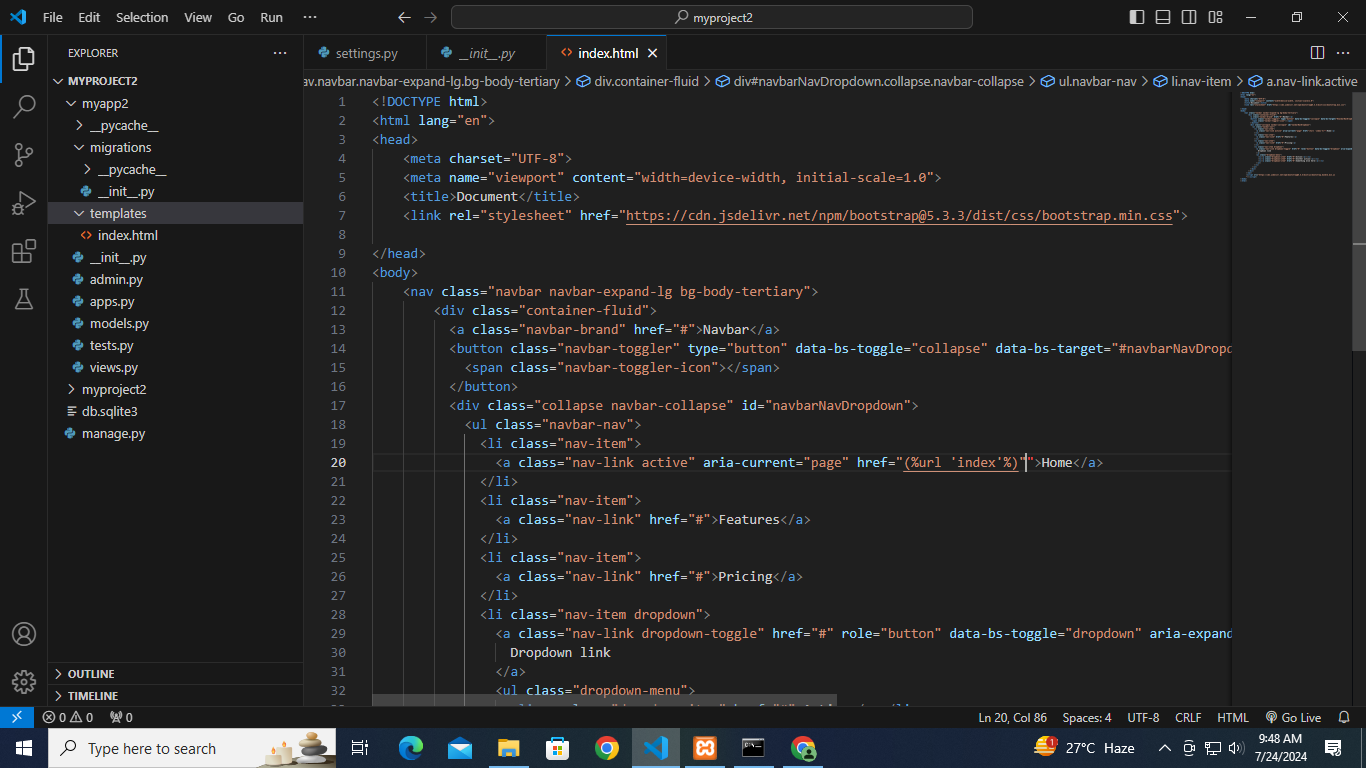 File Edit Selection View Go Run ··· myproject2
EXPLORER ···
MYPROJECT2
myapp2
__pycache__
migrations
__pycache__
__init__.py
templates
index.html
__init__.py
admin.py
apps.py
models.py
tests.py
views.py
myproject2
db.sqlite3
manage.py
OUTLINE
TIMELINE
settings.py __init__.py index.html
av.navbar.navbar-expand-lg.bg-body-tertiary > div.container-fluid > div#navbarNavDropdown.collapse.navbar-collapse > ul.navbar-nav > li.nav-item > a.nav-link.active
1 <!DOCTYPE html>
2 <html lang="en">
3 <head>
4 <meta charset="UTF-8">
5 <meta name="viewport" content="width=device-width, initial-scale=1.0">
6 <title>Document</title>
7 <link rel="stylesheet" href="https://cdn.jsdelivr.net/npm/bootstrap@5.3.3/dist/css/bootstrap.min.css">
8
9 </head>
10 <body>
11 <nav class="navbar navbar-expand-lg bg-body-tertiary">
12 <div class="container-fluid">
13 <a class="navbar-brand" href="#">Navbar</a>
14 <button class="navbar-toggler" type="button" data-bs-toggle="collapse" data-bs-target="#navbarNavDropd
15 <span class="navbar-toggler-icon"></span>
16 </button>
17 <div class="collapse navbar-collapse" id="navbarNavDropdown">
18 <ul class="navbar-nav">
19 <li class="nav-item">
20 <a class="nav-link active" aria-current="page" href="(%url 'index'%)"">Home</a>
21 </li>
22 <li class="nav-item">
23 <a class="nav-link" href="#">Features</a>
24 </li>
25 <li class="nav-item">
26 <a class="nav-link" href="#">Pricing</a>
27 </li>
28 <li class="nav-item dropdown">
29 <a class="nav-link dropdown-toggle" href="#" role="button" data-bs-toggle="dropdown" aria-expand
30 Dropdown link
31 </a>
32 <ul class="dropdown-menu">
0 0 0 Ln 20, Col 86 Spaces: 4 UTF-8 CRLF HTML Go Live
Type here to search 1 27°C Haze 9:48 AM
7/24/2024